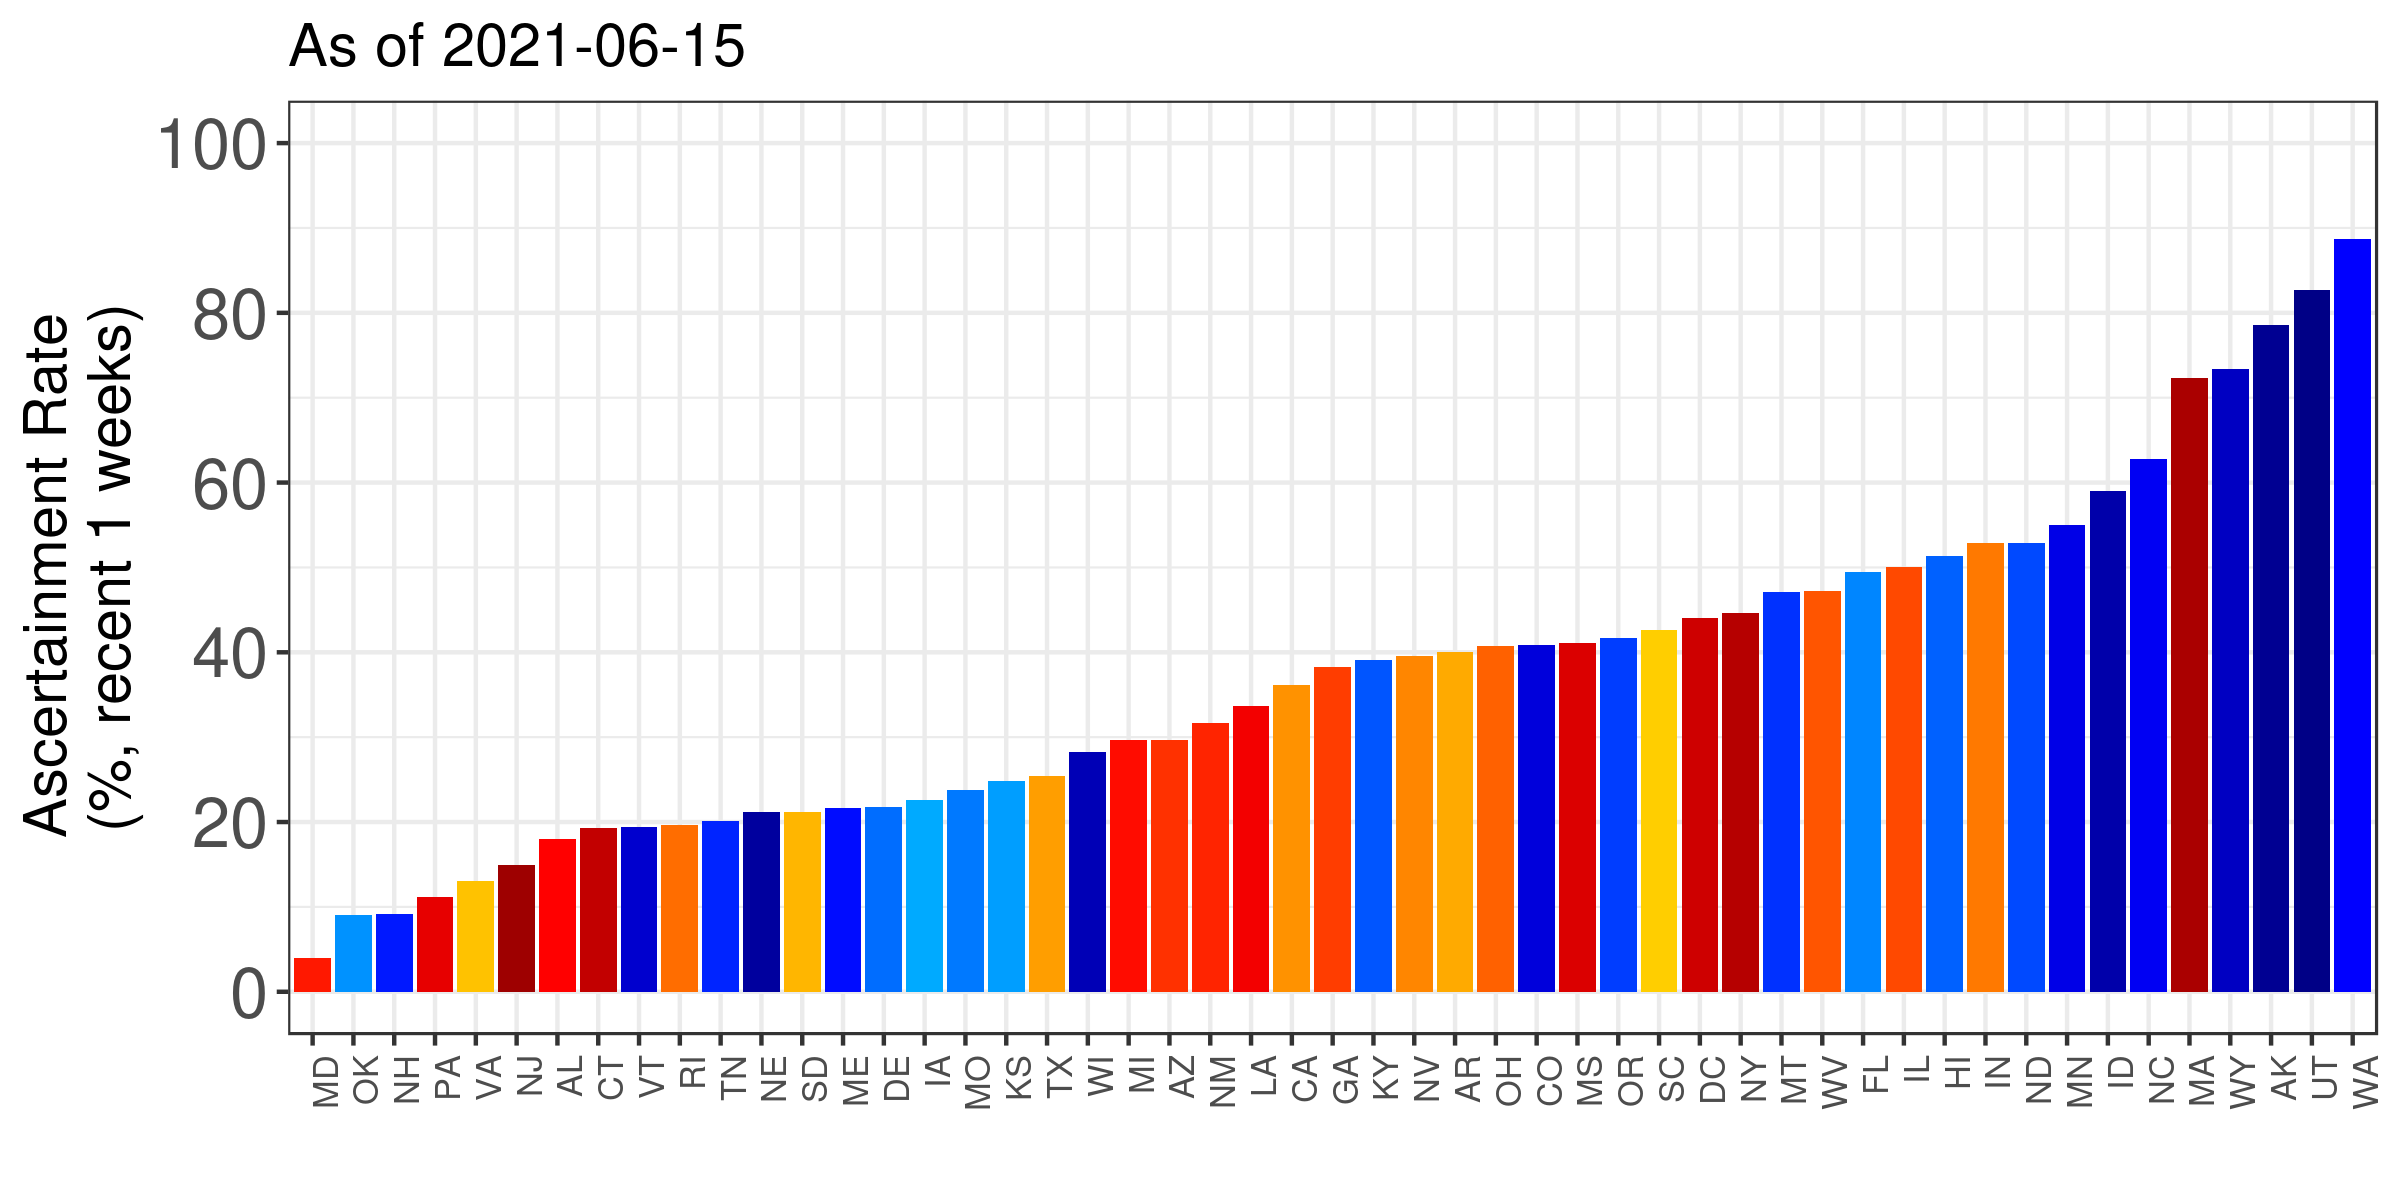 As of 2021-06-15
Ascertainment Rate
(%, recent 1 weeks)
100
80
60
40
20
0
MD OK NH PA VA NJ AL CT VT RI TN NE SD ME DE IA MO KS TX WI MI AZ NM LA CA GA KY NV AR OH CO MS OR SC DC NY MT WV FL IL HI IN ND MN ID NC MA WY AK UT WA